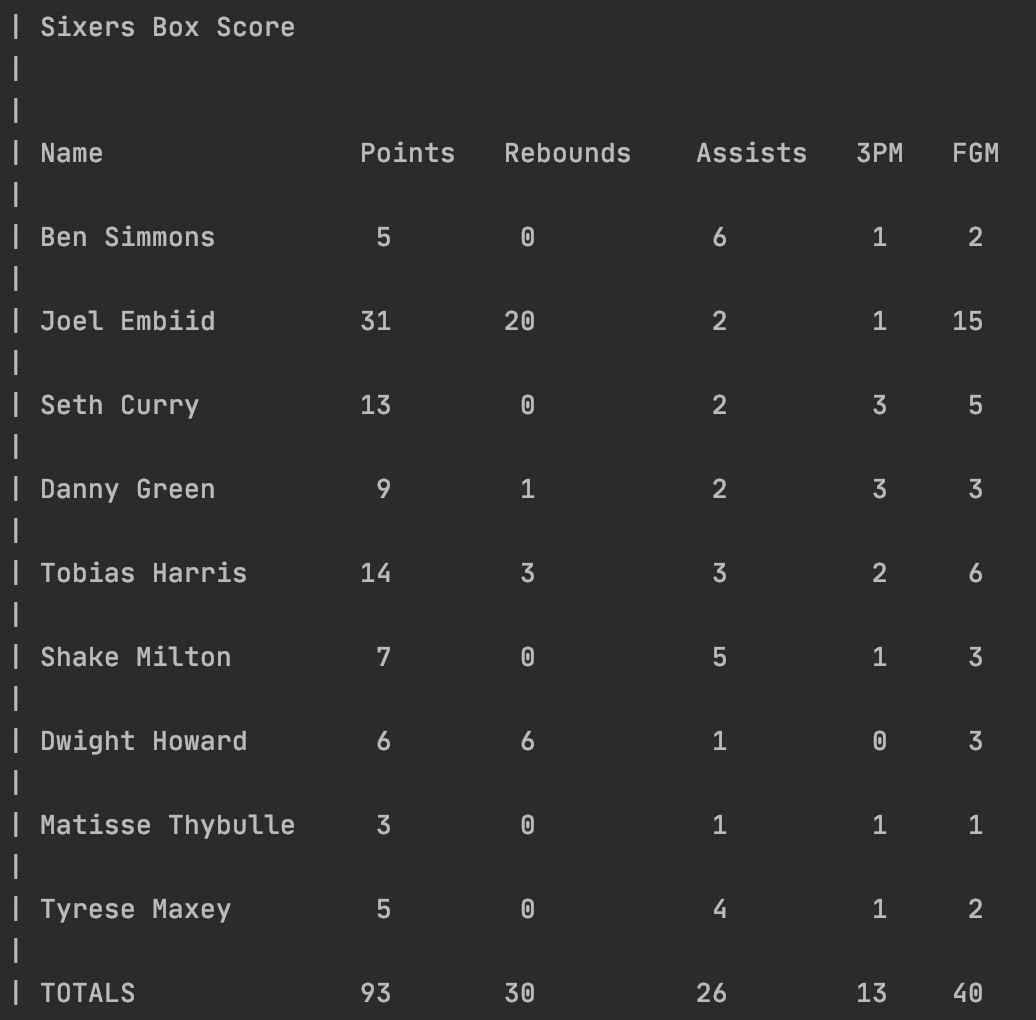 | Sixers Box Score
|
|
| Name                Points   Rebounds    Assists   3PM   FGM
|
| Ben Simmons          5        0           6         1     2
|
| Joel Embiid         31       20           2         1    15
|
| Seth Curry          13        0           2         3     5
|
| Danny Green          9        1           2         3     3
|
| Tobias Harris       14        3           3         2     6
|
| Shake Milton         7        0           5         1     3
|
| Dwight Howard        6        6           1         0     3
|
| Matisse Thybulle     3        0           1         1     1
|
| Tyrese Maxey         5        0           4         1     2
|
| TOTALS              93       30          26        13    40